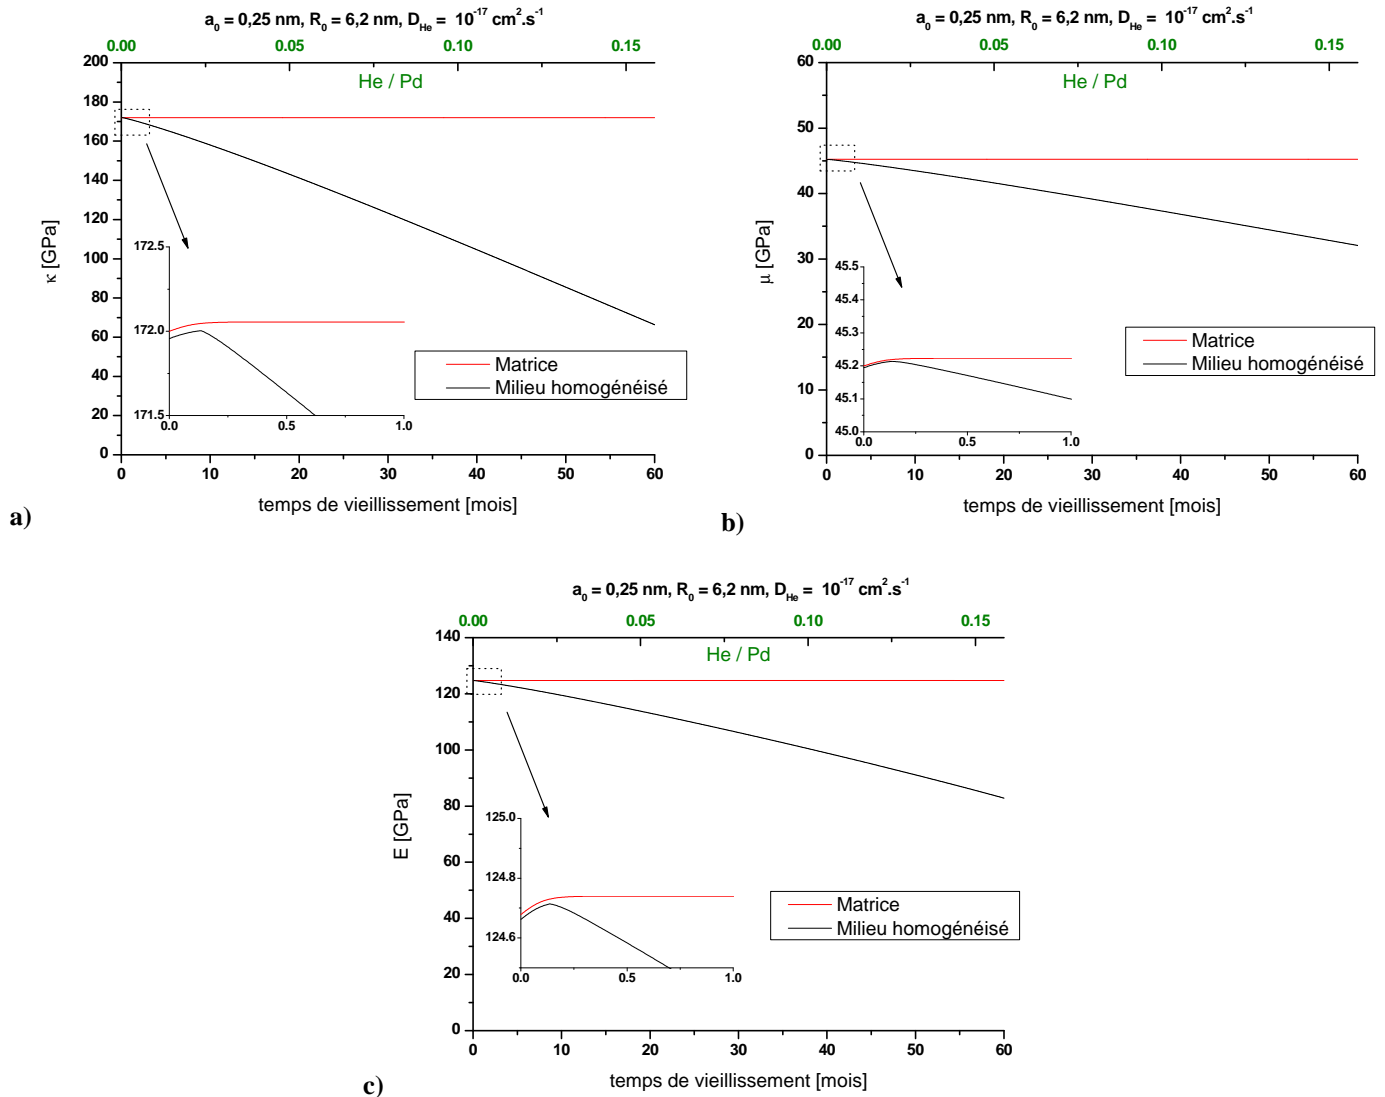 a₀ = 0,25 nm, R₀ = 6,2 nm, D_He = 10⁻¹⁷ cm².s⁻¹
0.00 0.05 0.10 0.15
He / Pd
200
180
160
140
120
100
80
60
40
20
0
κ [GPa]
172.5
172.0
171.5
0.0 0.5 1.0
Matrice
Milieu homogénéisé
0 10 20 30 40 50 60
temps de vieillissement [mois]
a)
a₀ = 0,25 nm, R₀ = 6,2 nm, D_He = 10⁻¹⁷ cm².s⁻¹
0.00 0.05 0.10 0.15
He / Pd
60
50
40
30
20
10
0
μ [GPa]
45.5
45.4
45.3
45.2
45.1
45.0
0.0 0.5 1.0
Matrice
Milieu homogénéisé
0 10 20 30 40 50 60
temps de vieillissement [mois]
b)
a₀ = 0,25 nm, R₀ = 6,2 nm, D_He = 10⁻¹⁷ cm².s⁻¹
0.00 0.05 0.10 0.15
He / Pd
140
120
100
80
60
40
20
0
E [GPa]
125.0
124.8
124.6
0.0 0.5 1.0
Matrice
Milieu homogénéisé
0 10 20 30 40 50 60
temps de vieillissement [mois]
c)